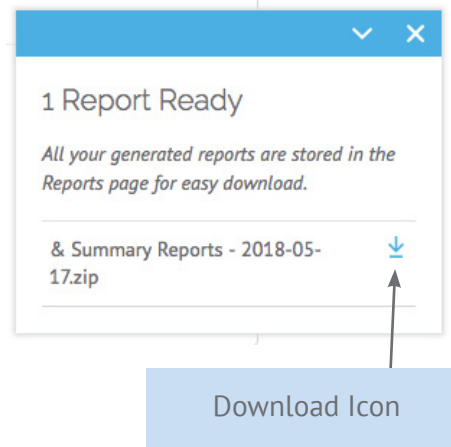 1 Report Ready
All your generated reports are stored in the
Reports page for easy download.
& Summary Reports - 2018-05-
17.zip
Download Icon